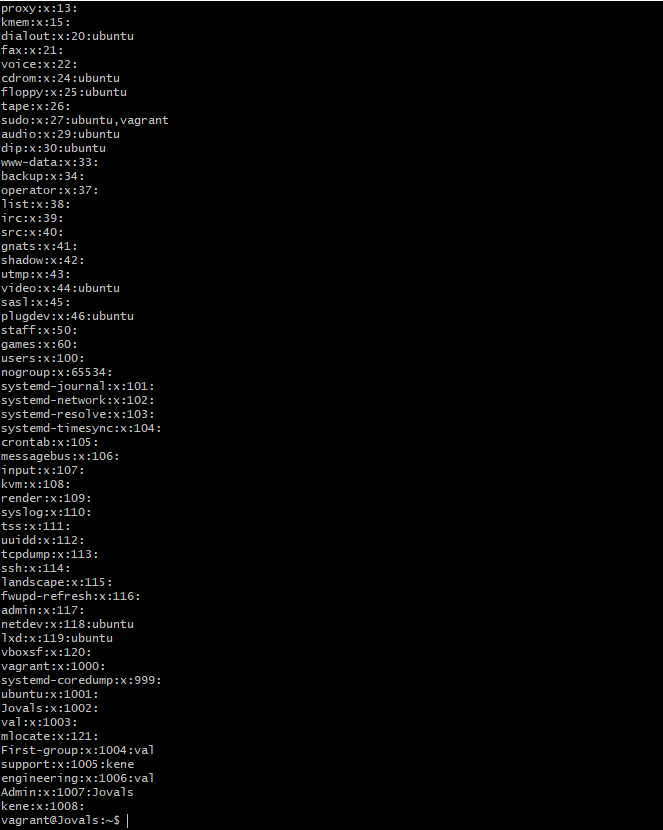 proxy:x:13:
kmem:x:15:
dialout:x:20:ubuntu
fax:x:21:
voice:x:22:
cdrom:x:24:ubuntu
floppy:x:25:ubuntu
tape:x:26:
sudo:x:27:ubuntu,vagrant
audio:x:29:ubuntu
dip:x:30:ubuntu
www-data:x:33:
backup:x:34:
operator:x:37:
list:x:38:
irc:x:39:
src:x:40:
gnats:x:41:
shadow:x:42:
utmp:x:43:
video:x:44:ubuntu
sasl:x:45:
plugdev:x:46:ubuntu
staff:x:50:
games:x:60:
users:x:100:
nogroup:x:65534:
systemd-journal:x:101:
systemd-network:x:102:
systemd-resolve:x:103:
systemd-timesync:x:104:
crontab:x:105:
messagebus:x:106:
input:x:107:
kvm:x:108:
render:x:109:
syslog:x:110:
tss:x:111:
uuidd:x:112:
tcpdump:x:113:
ssh:x:114:
landscape:x:115:
fwupd-refresh:x:116:
admin:x:117:
netdev:x:118:ubuntu
lxd:x:119:ubuntu
vboxsf:x:120:
vagrant:x:1000:
systemd-coredump:x:999:
ubuntu:x:1001:
Jovals:x:1002:
val:x:1003:
mlocate:x:121:
First-group:x:1004:val
support:x:1005:kene
engineering:x:1006:val
Admin:x:1007:Jovals
kene:x:1008:
vagrant@Jovals:~$